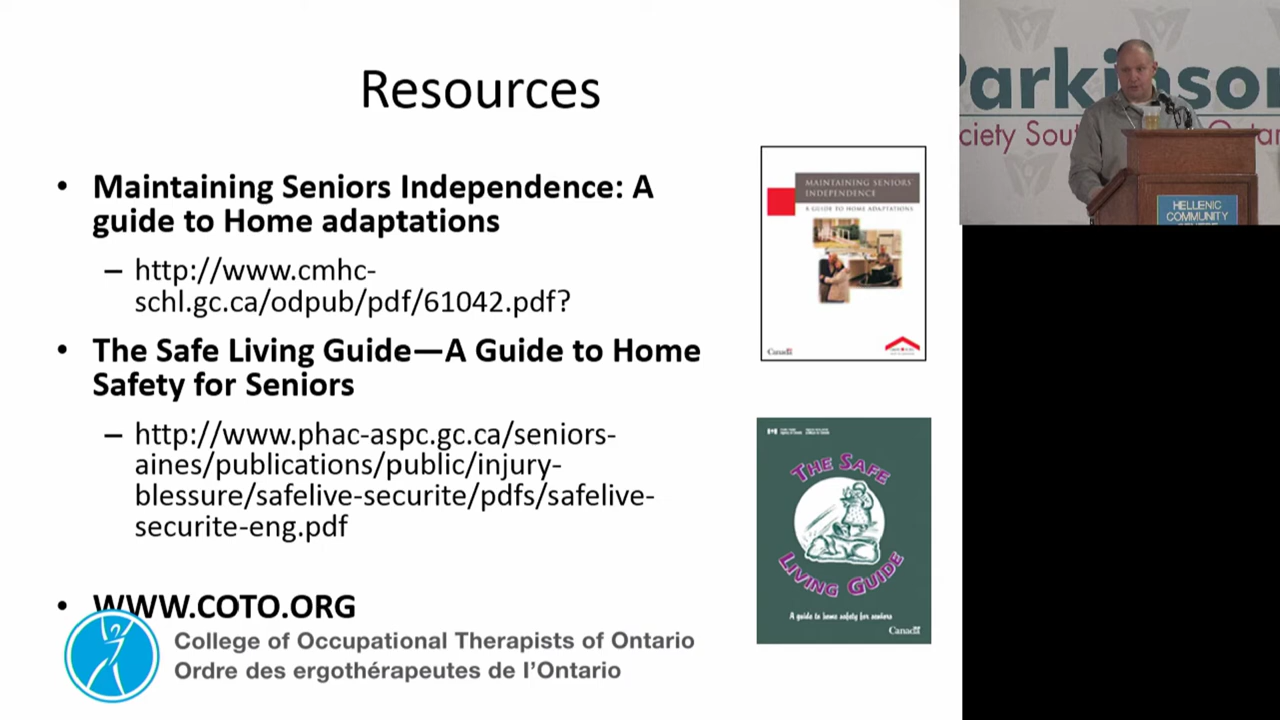 Resources
• Maintaining Seniors Independence: A
guide to Home adaptations
– http://www.cmhc-
schl.gc.ca/odpub/pdf/61042.pdf?
• The Safe Living Guide—A Guide to Home
Safety for Seniors
– http://www.phac-aspc.gc.ca/seniors-
aines/publications/public/injury-
blessure/safelive-securite/pdfs/safelive-
securite-eng.pdf
• WWW.COTO.ORG
College of Occupational Therapists of Ontario
Ordre des ergothérapeutes de l'Ontario
MAINTAINING SENIORS'
INDEPENDENCE
A GUIDE TO HOME ADAPTATIONS
Canada
THE SAFE
LIVING GUIDE
A guide to home safety for seniors
Canada
Parkinson
ciety Sou
Onta
HELLENIC
COMMUNITY